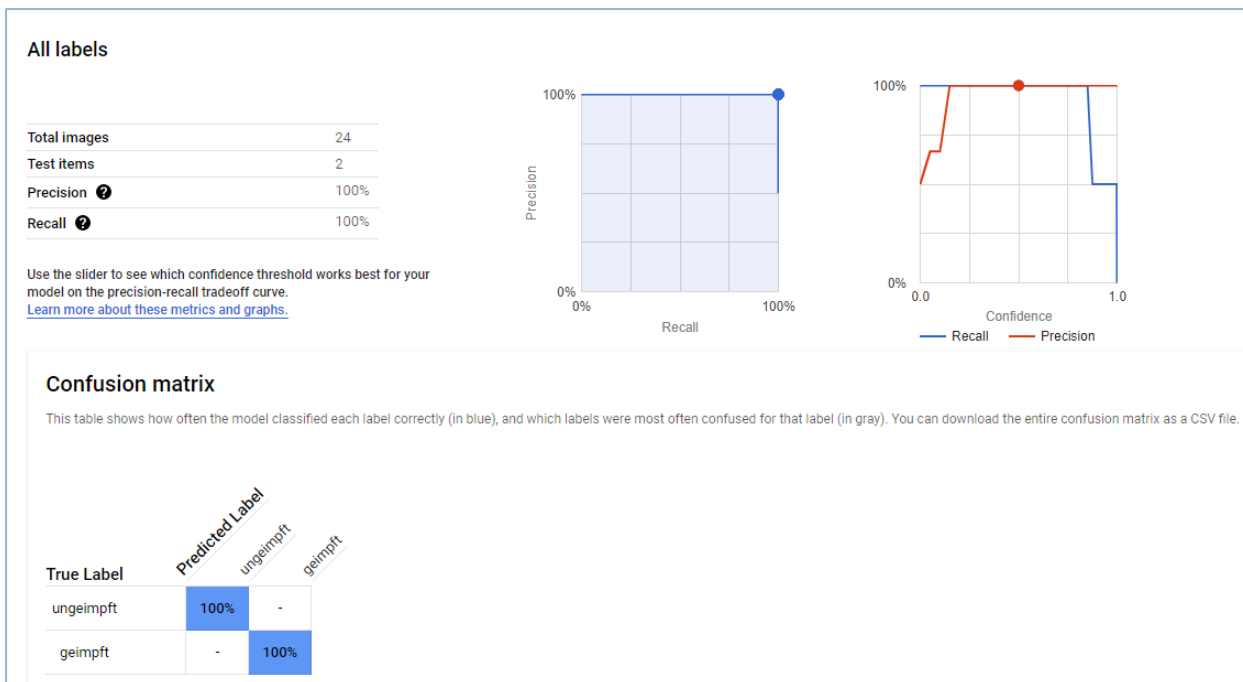 All labels
Total images 24
Test items 2
Precision ? 100%
Recall ? 100%
Use the slider to see which confidence threshold works best for your
model on the precision-recall tradeoff curve.
Learn more about these metrics and graphs.
100%
Precision
0%
0% 100%
Recall
100%
0%
0.0 1.0
Confidence
Recall Precision
Confusion matrix
This table shows how often the model classified each label correctly (in blue), and which labels were most often confused for that label (in gray). You can download the entire confusion matrix as a CSV file.
Predicted Label
ungeimpft
geimpft
True Label
ungeimpft 100% -
geimpft - 100%